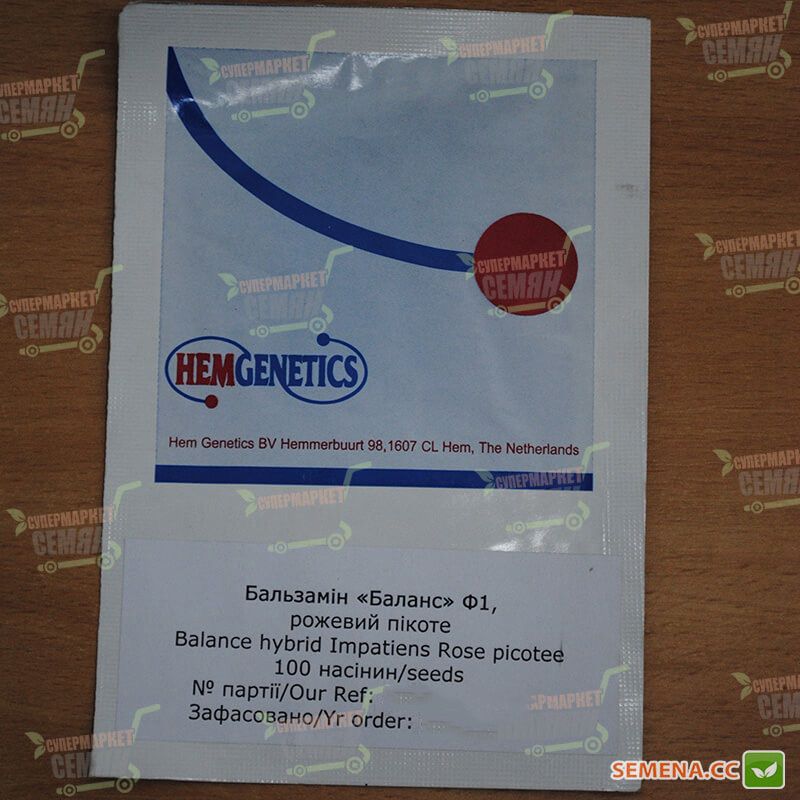 HEMGENETICS
Hem Genetics BV Hemmerbuurt 98,1607 CL Hem, The Netherlands
Бальзамін «Баланс» Ф1,
рожевий пікоте
Balance hybrid Impatiens Rose picotee
100 насінин/seeds
№ партії/Our Ref:
Зафасовано/Yr order:
СУПЕРМАРКЕТ
СЕМЯН
SEMENA.CC